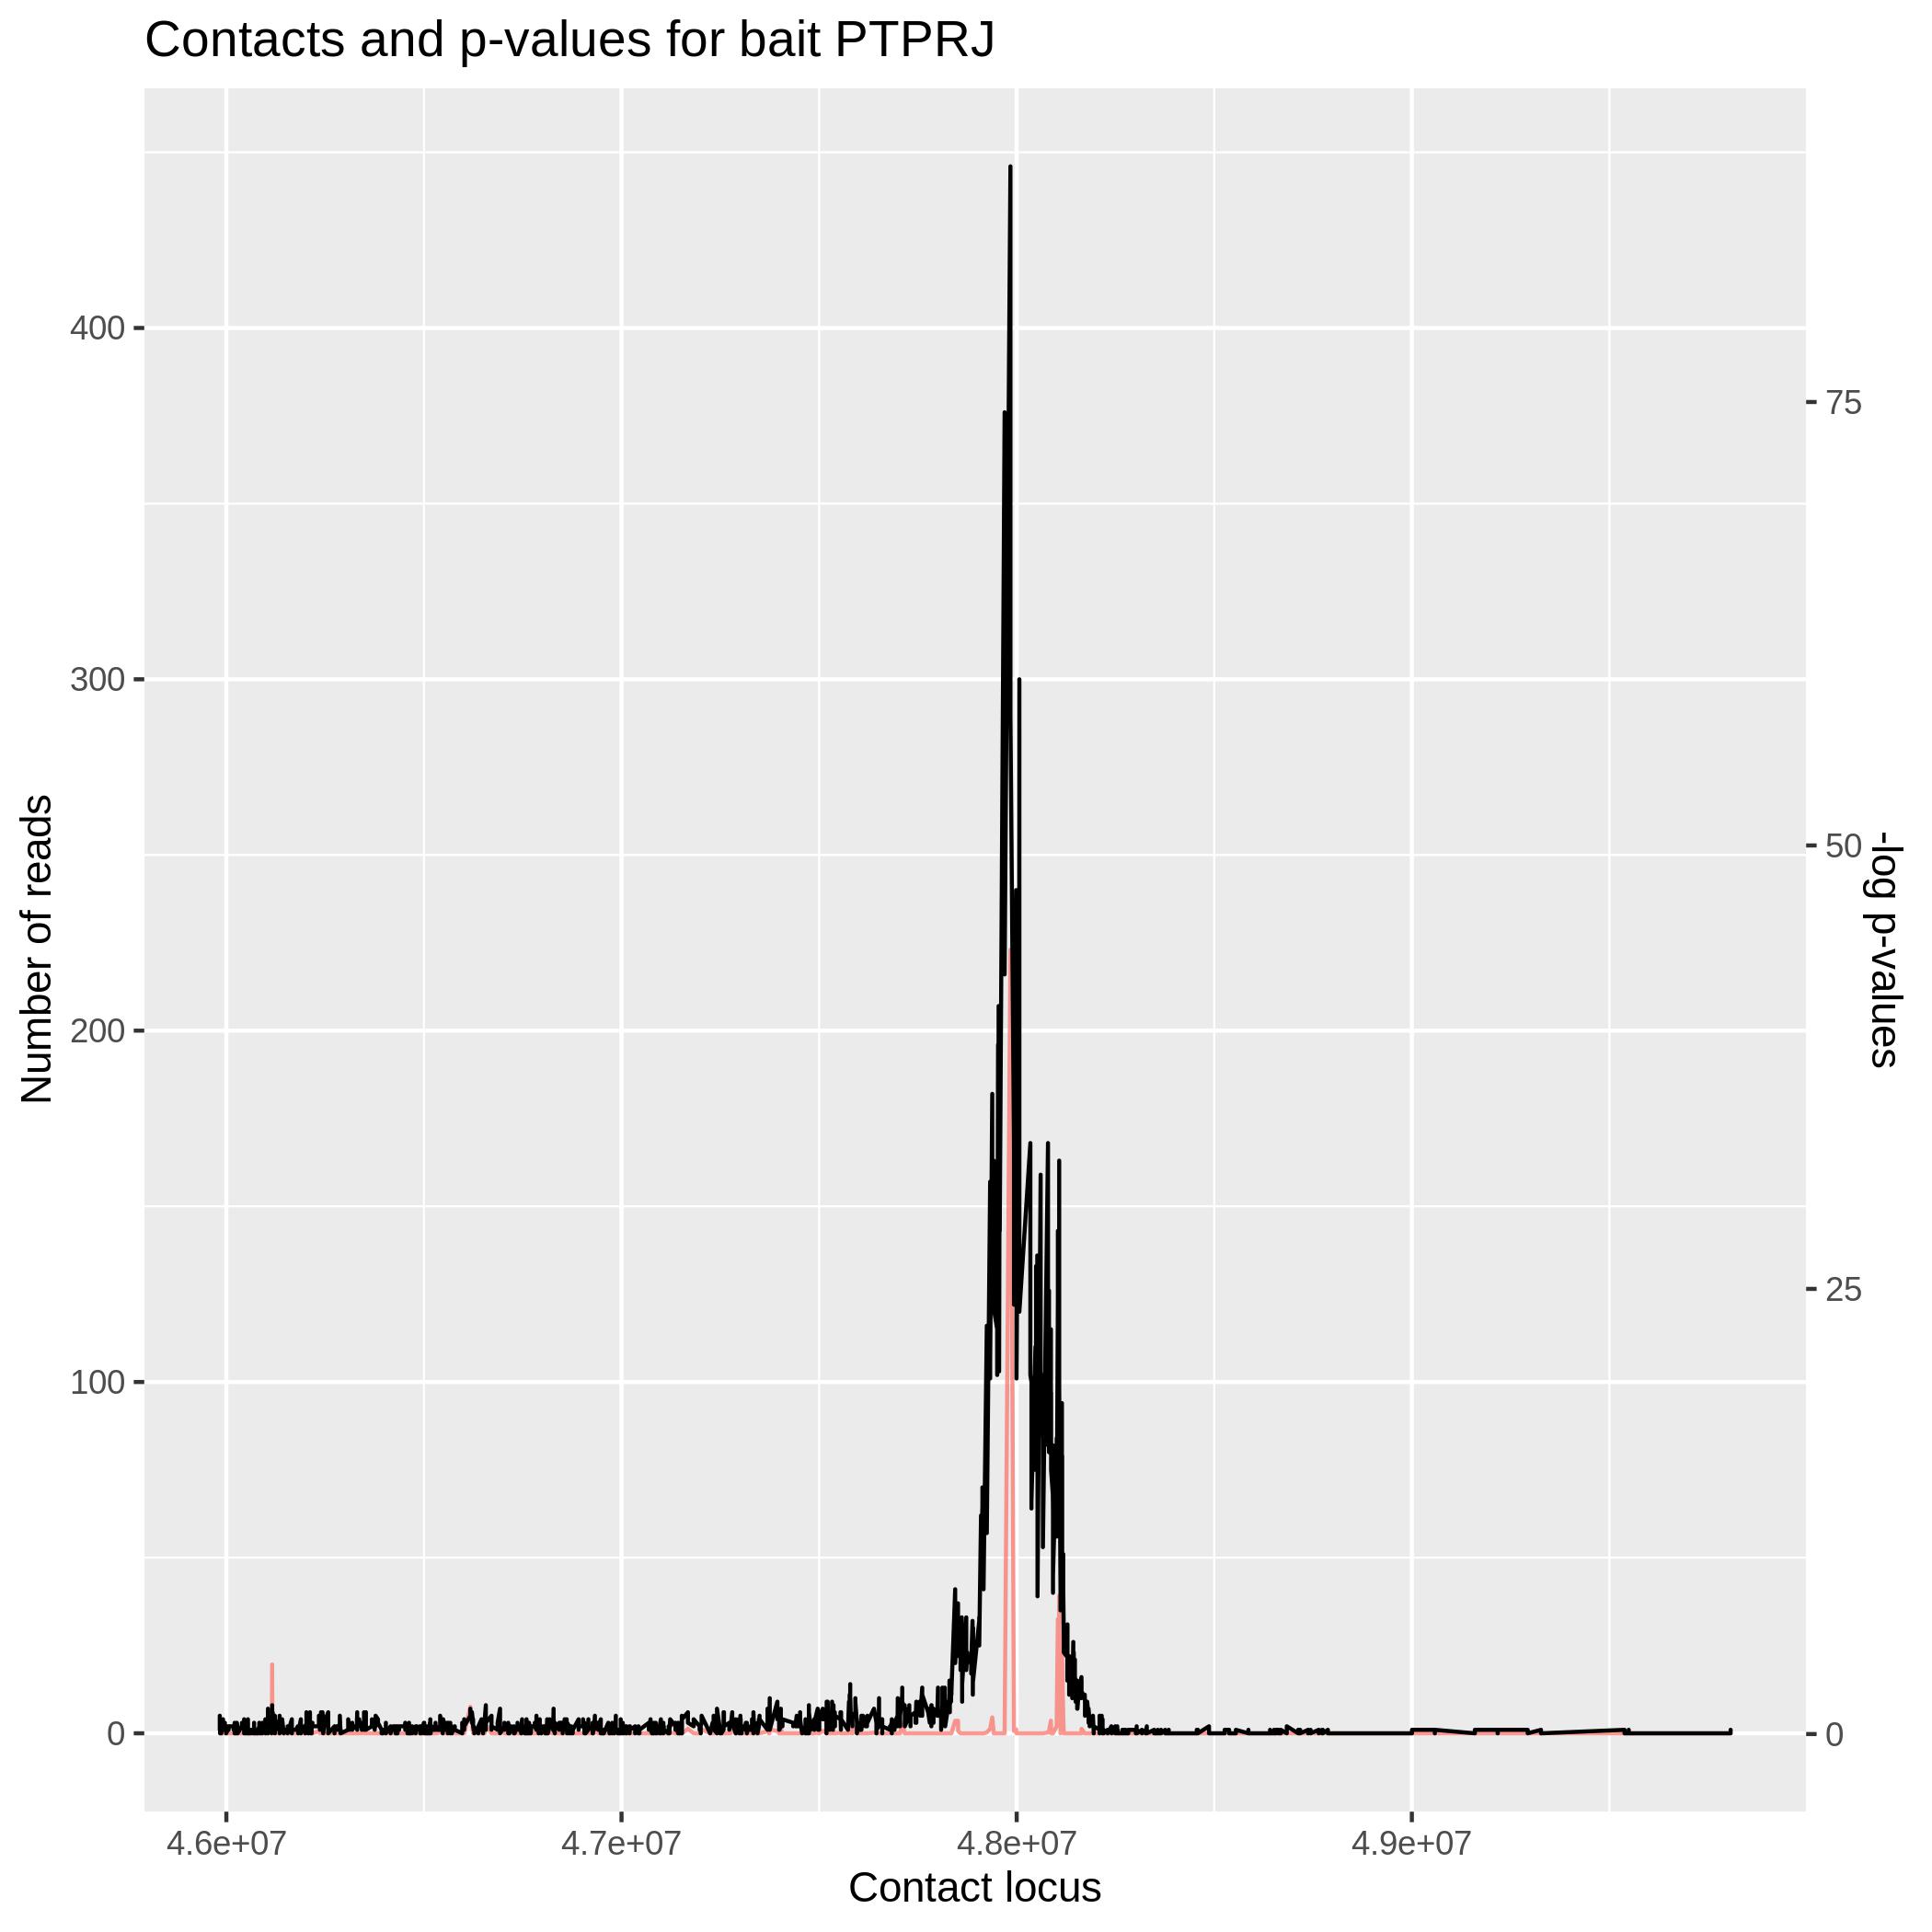 Contacts and p-values for bait PTPRJ
Number of reads
400
300
200
100
0
75
50
25
0
-log p-values
4.6e+07
4.7e+07
4.8e+07
4.9e+07
Contact locus